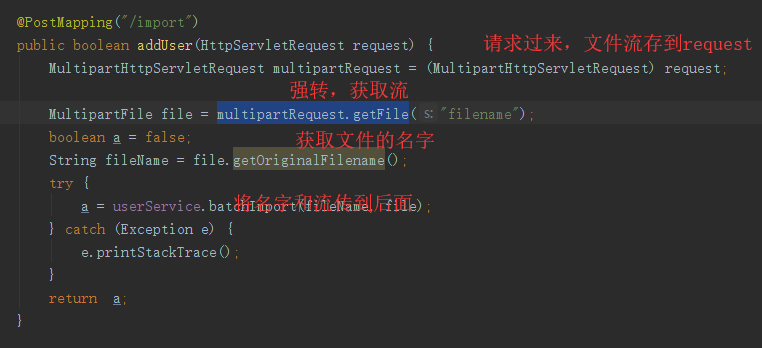 @PostMapping("/import")
public boolean addUser(HttpServletRequest request) { 请求过来，文件流存到request
MultipartHttpServletRequest multipartRequest = (MultipartHttpServletRequest) request;
强转，获取流
MultipartFile file = multipartRequest.getFile( s: "filename");
boolean a = false; 获取文件的名字
String fileName = file.getOriginalFilename();
try {
将名字和流传到后面
a = userService.batchImport(fileName, file);
} catch (Exception e) {
e.printStackTrace();
}
return a;
}